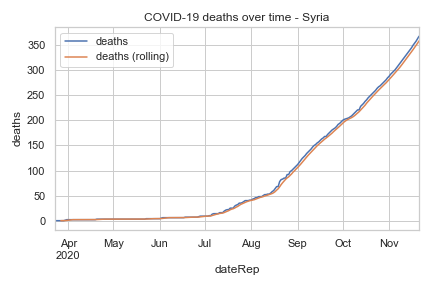 COVID-19 deaths over time - Syria
deaths
deaths (rolling)
350
300
250
200
150
100
50
0
deaths
Apr
2020
May
Jun
Jul
Aug
Sep
Oct
Nov
dateRep